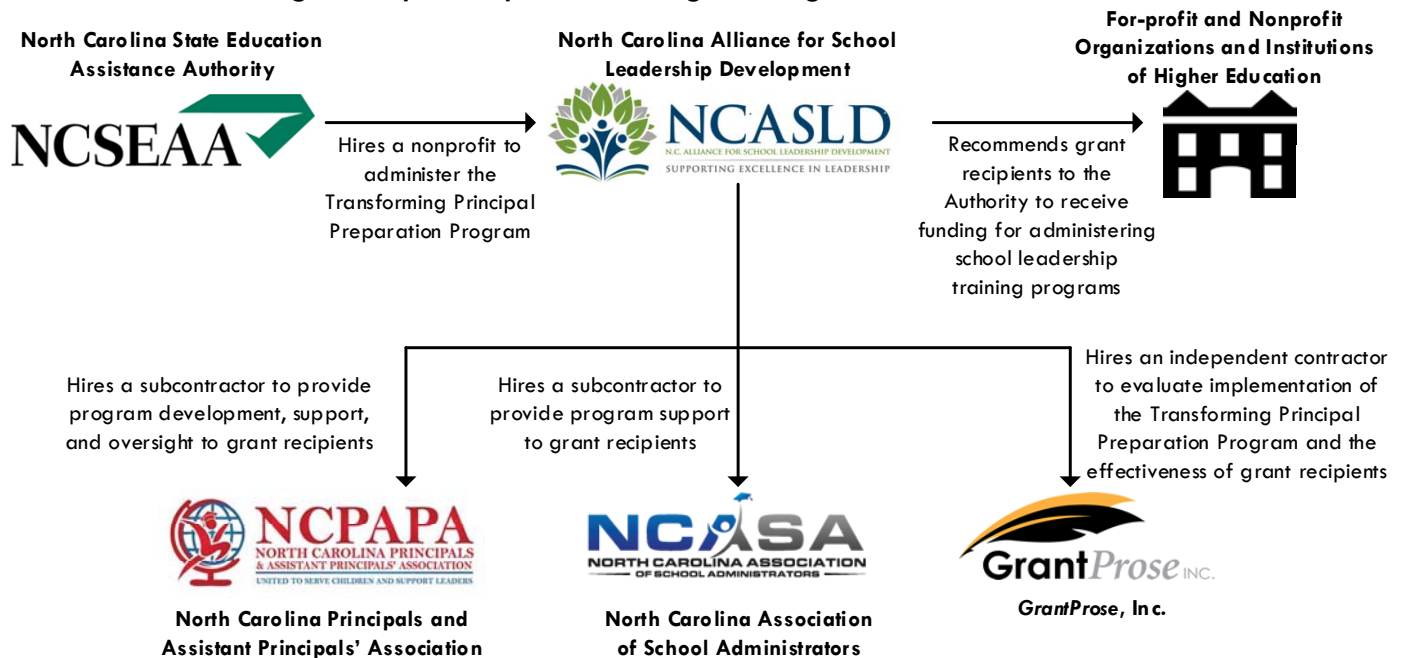 North Carolina State Education
Assistance Authority
NCSEAA
Hires a nonprofit to
administer the
Transforming Principal
Preparation Program
North Carolina Alliance for School
Leadership Development
NCASLD
N.C. ALLIANCE FOR SCHOOL LEADERSHIP DEVELOPMENT
SUPPORTING EXCELLENCE IN LEADERSHIP
Recommends grant
recipients to the
Authority to receive
funding for administering
school leadership
training programs
For-profit and Nonprofit
Organizations and Institutions
of Higher Education
Hires a subcontractor to provide
program development, support,
and oversight to grant recipients
Hires a subcontractor to
provide program support
to grant recipients
Hires an independent contractor
to evaluate implementation of
the Transforming Principal
Preparation Program and the
effectiveness of grant recipients
NCPAPA
NORTH CAROLINA PRINCIPALS
& ASSISTANT PRINCIPALS' ASSOCIATION
UNITED TO SERVE CHILDREN AND SUPPORT LEADERS
North Carolina Principals and
Assistant Principals' Association
NCASA
NORTH CAROLINA ASSOCIATION
OF SCHOOL ADMINISTRATORS
North Carolina Association
of School Administrators
GrantProse INC.
GrantProse, Inc.